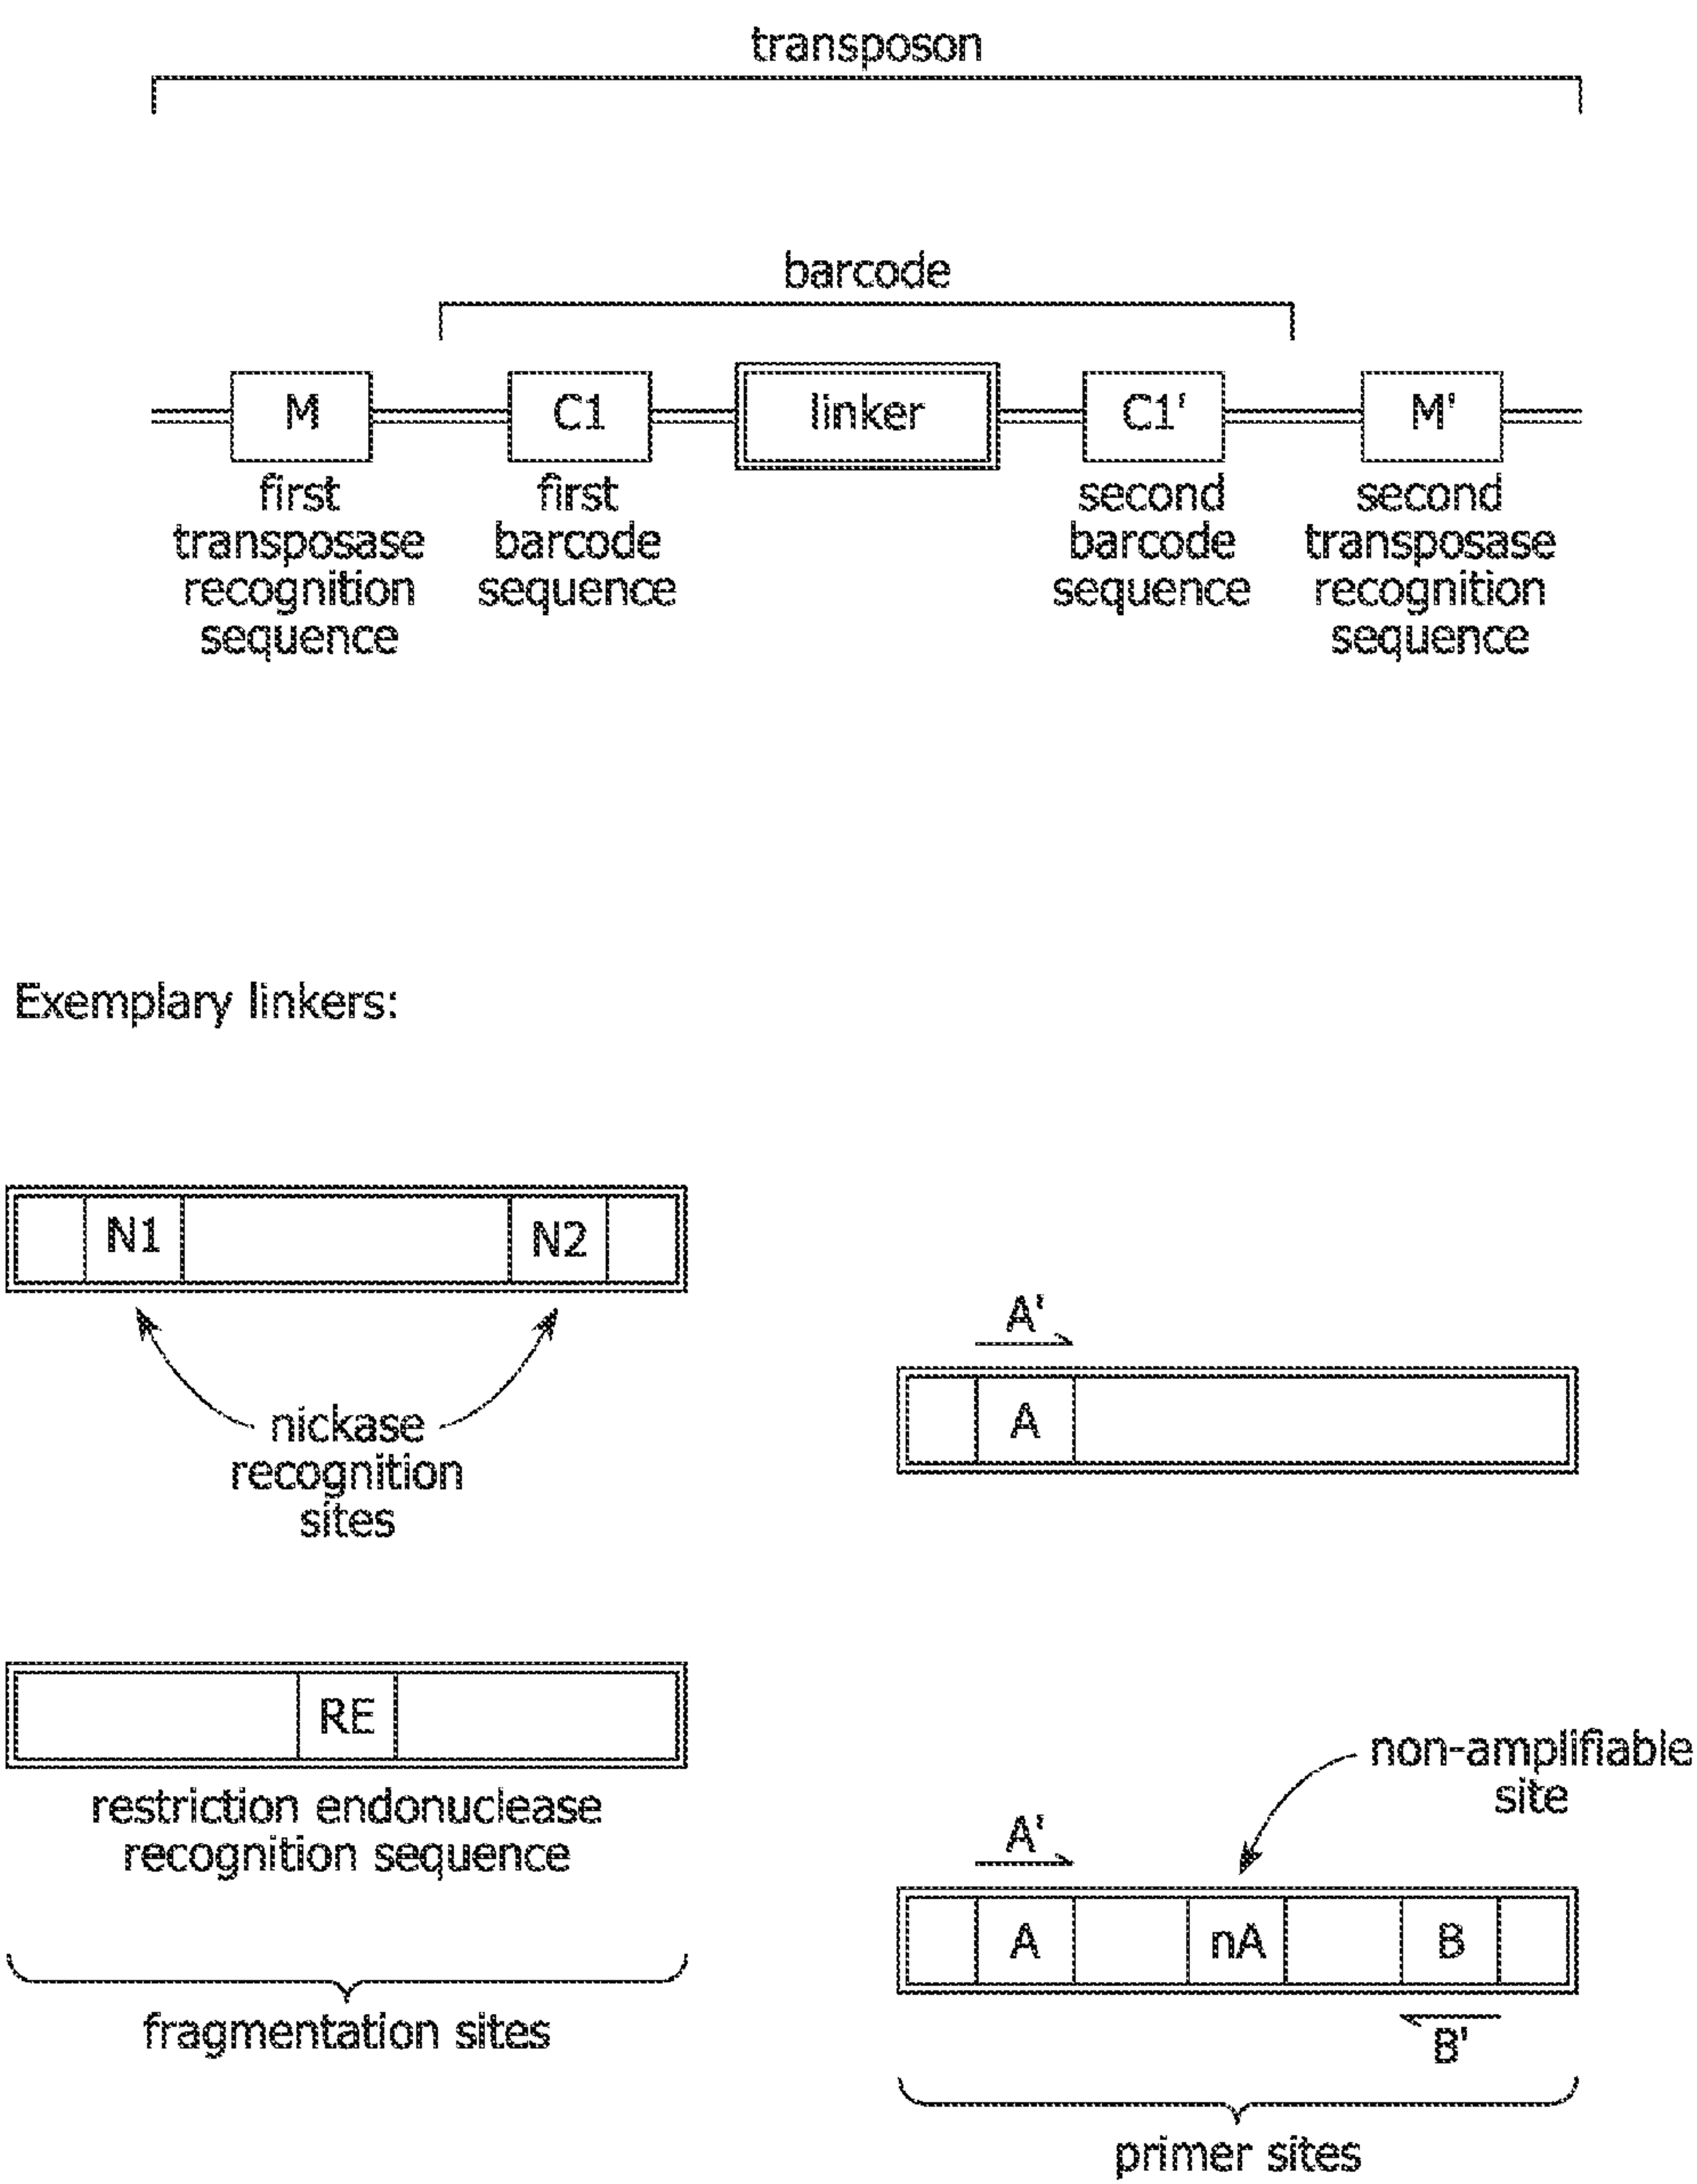 transposon
barcode
M
C1
linker
C1'
M'
first
transposase
recognition
sequence
first
barcode
sequence
second
barcode
sequence
second
transposase
recognition
sequence
Exemplary linkers:
N1
N2
nickase
recognition
sites
A'
A
RE
restriction endonuclease
recognition sequence
fragmentation sites
non-amplifiable
site
A'
A
nA
B
B'
primer sites